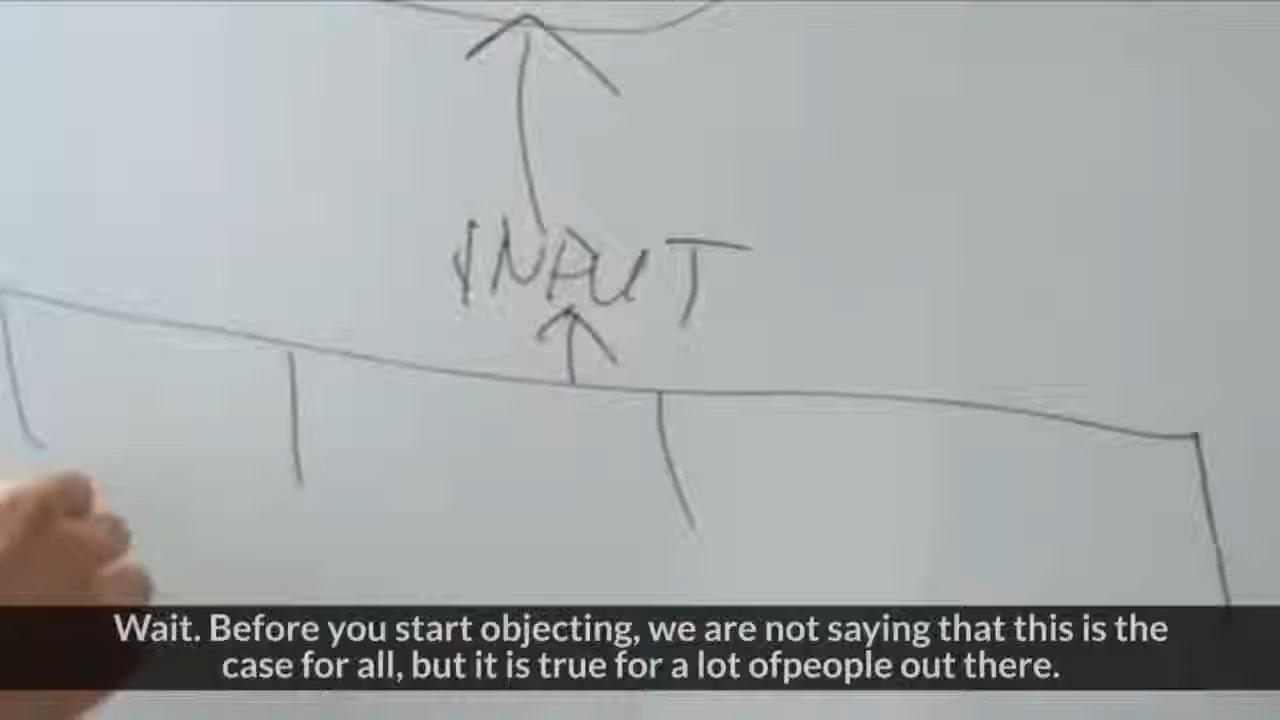 INPUT
Wait. Before you start objecting, we are not saying that this is the
case for all, but it is true for a lot ofpeople out there.